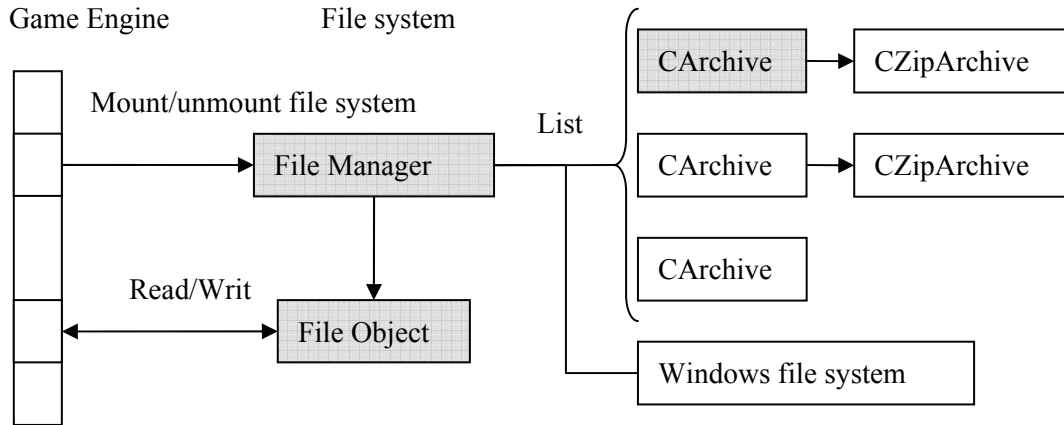 Game Engine
File system
Mount/unmount file system
File Manager
List
CArchive
CZipArchive
CArchive
CZipArchive
CArchive
Read/Writ
File Object
Windows file system